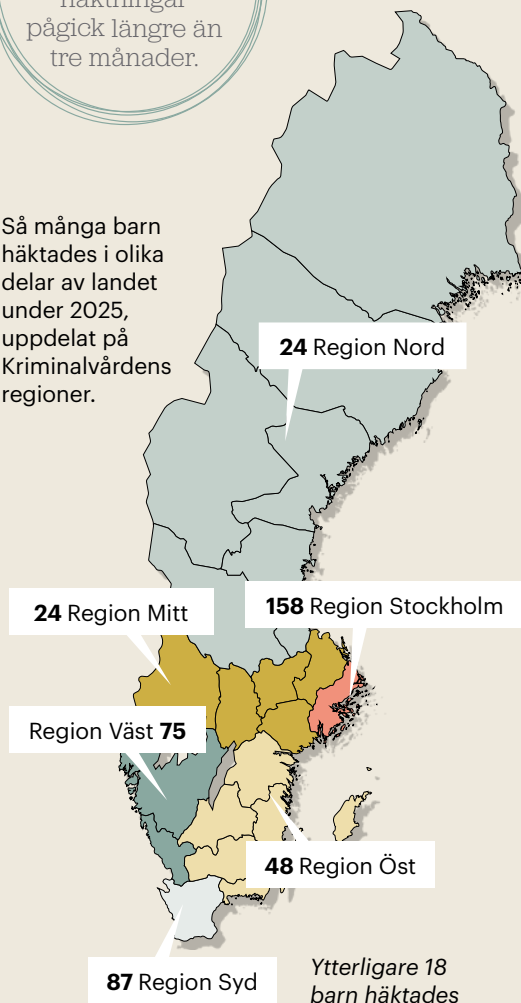 häktningar
pågick längre än
tre månader.
Så många barn
häktades i olika
delar av landet
under 2025,
uppdelat på
Kriminalvårdens
regioner.
24 Region Nord
24 Region Mitt
158 Region Stockholm
Region Väst 75
48 Region Öst
87 Region Syd
Ytterligare 18
barn häktades